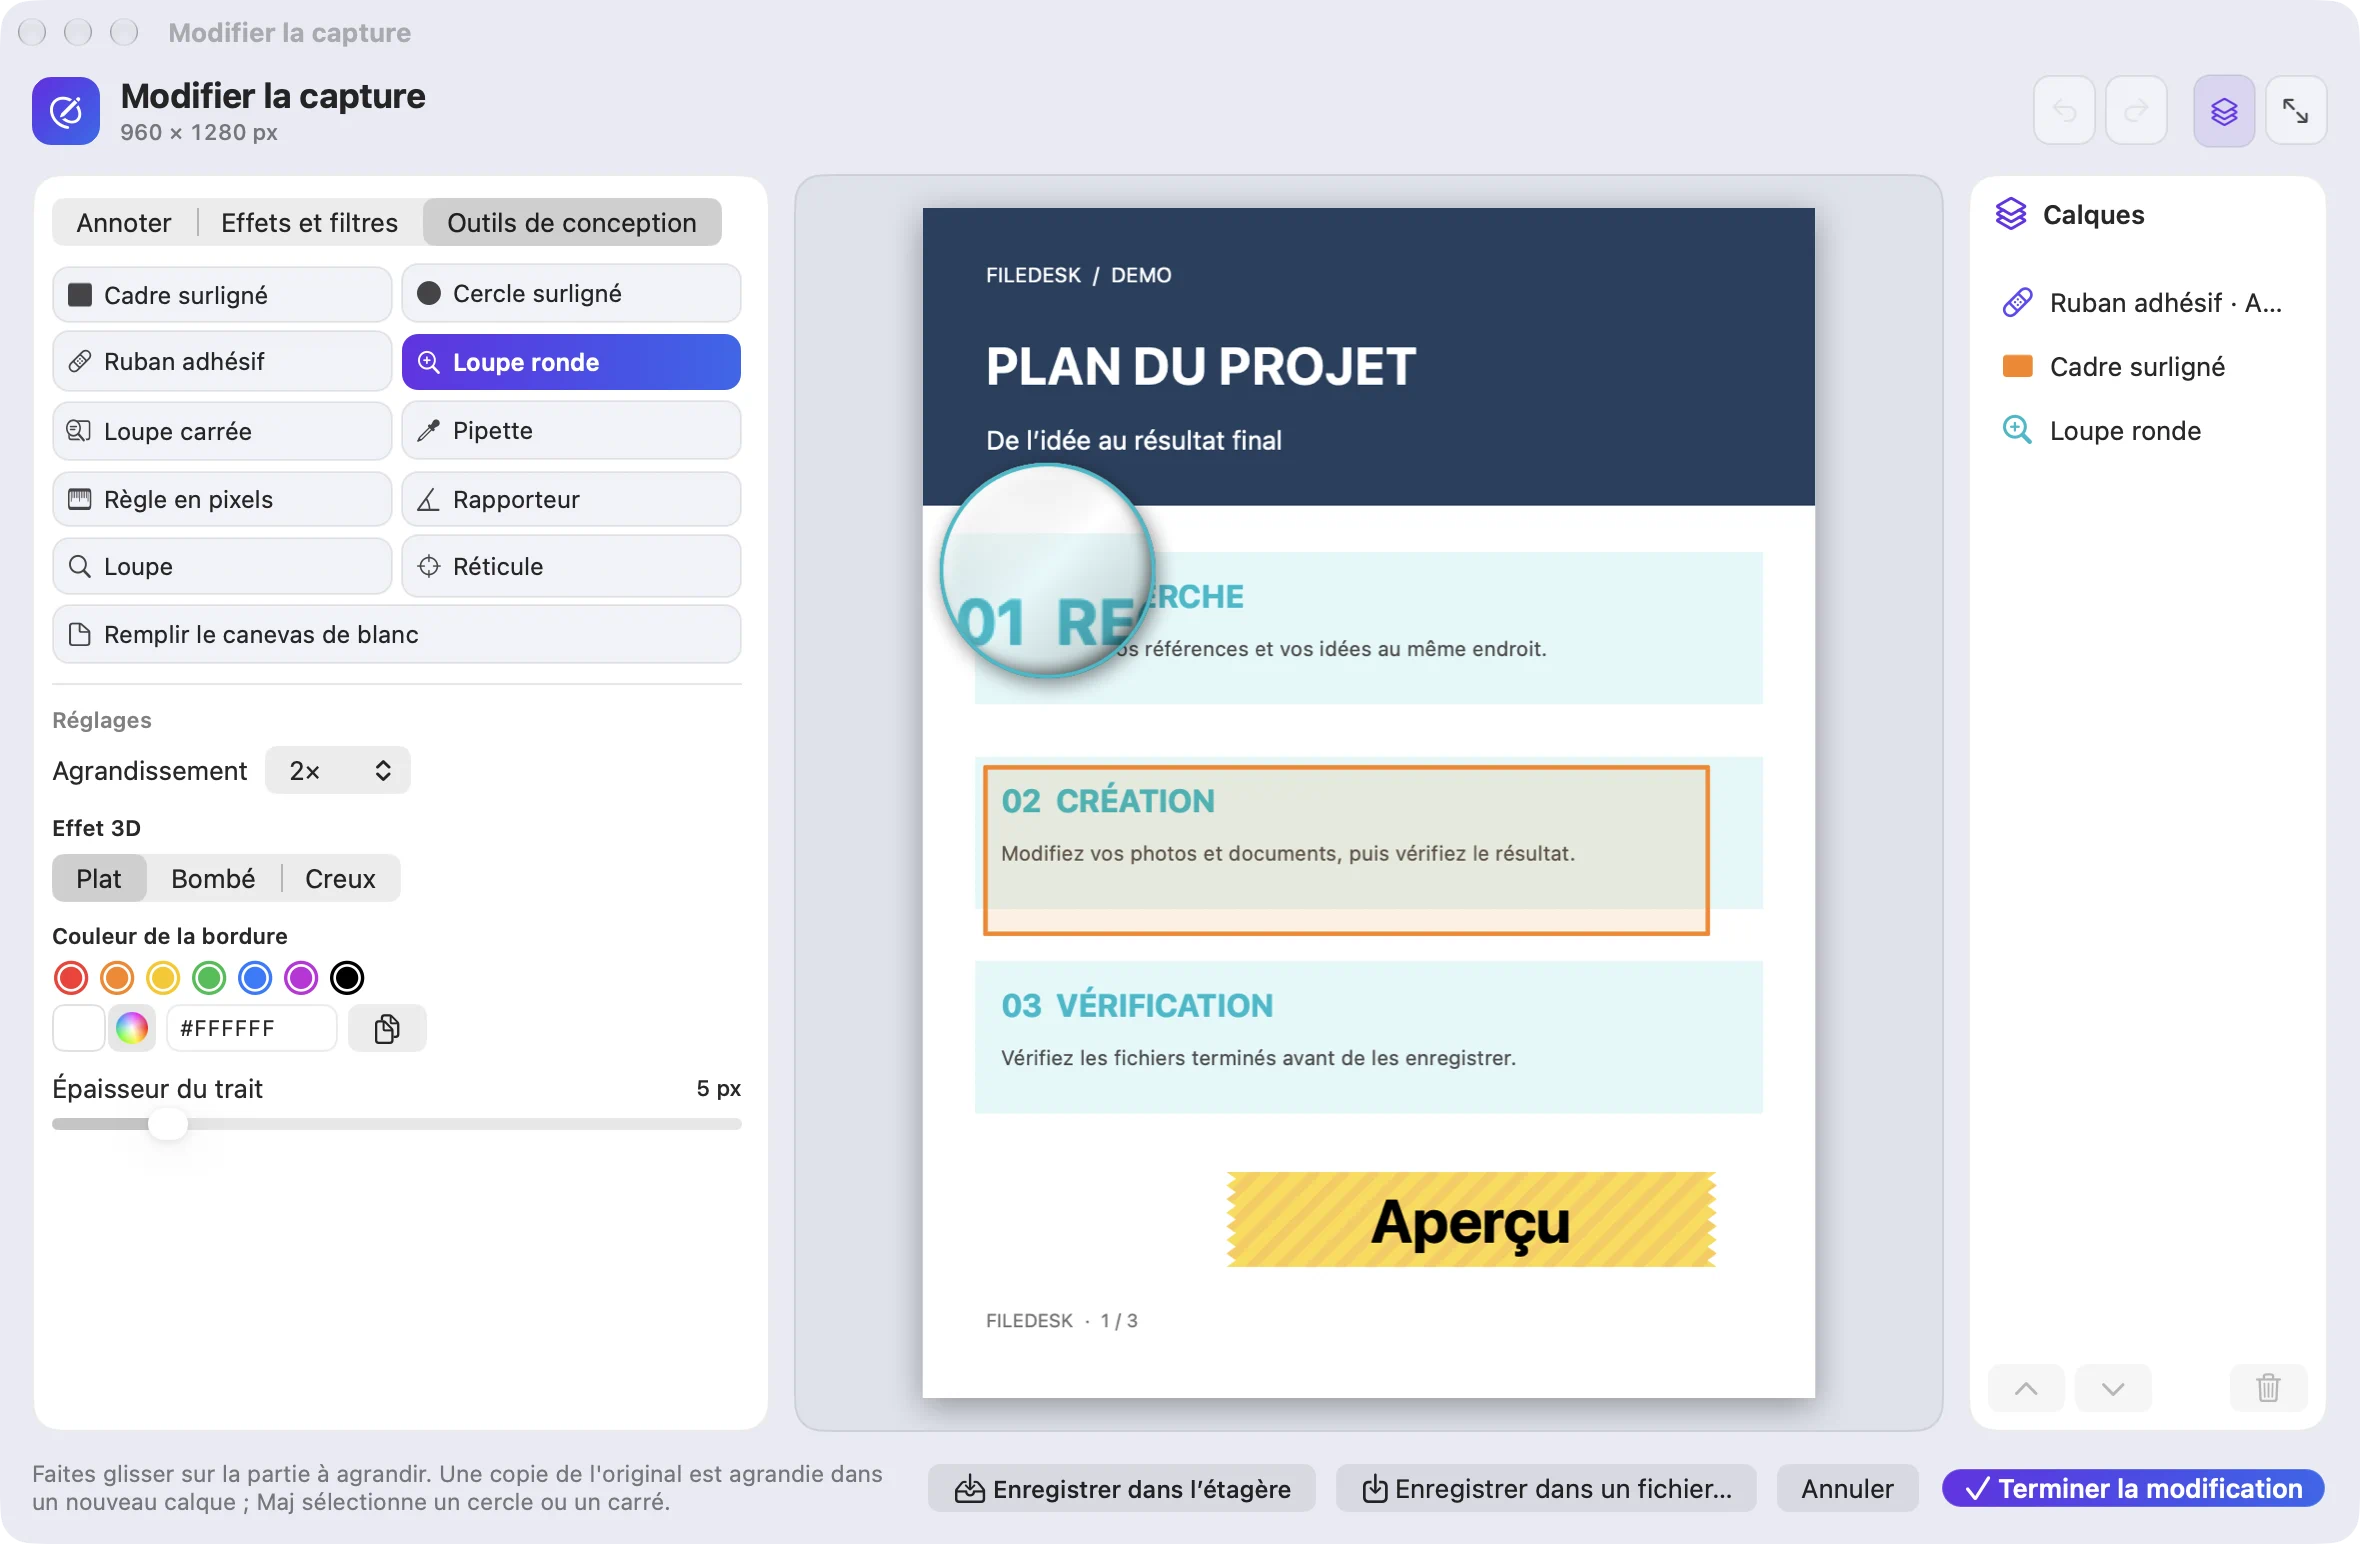 Modifier la capture
Modifier la capture
960 × 1280 px
Annoter
Effets et filtres
Outils de conception
Cadre surligné
Cercle surligné
Ruban adhésif
Loupe ronde
Loupe carrée
Pipette
Règle en pixels
Rapporteur
Loupe
Réticule
Remplir le canevas de blanc
Réglages
Agrandissement
2×
Effet 3D
Plat
Bombé
Creux
Couleur de la bordure
#FFFFFF
Épaisseur du trait
5 px
FILEDESK / DEMO
PLAN DU PROJET
De l’idée au résultat final
01 RE
ERCHE
os références et vos idées au même endroit.
02 CRÉATION
Modifiez vos photos et documents, puis vérifiez le résultat.
03 VÉRIFICATION
Vérifiez les fichiers terminés avant de les enregistrer.
Aperçu
FILEDESK · 1 / 3
Calques
Ruban adhésif · A...
Cadre surligné
Loupe ronde
Faites glisser sur la partie à agrandir. Une copie de l'original est agrandie dans
un nouveau calque ; Maj sélectionne un cercle ou un carré.
Enregistrer dans l’étagère
Enregistrer dans un fichier...
Annuler
Terminer la modification